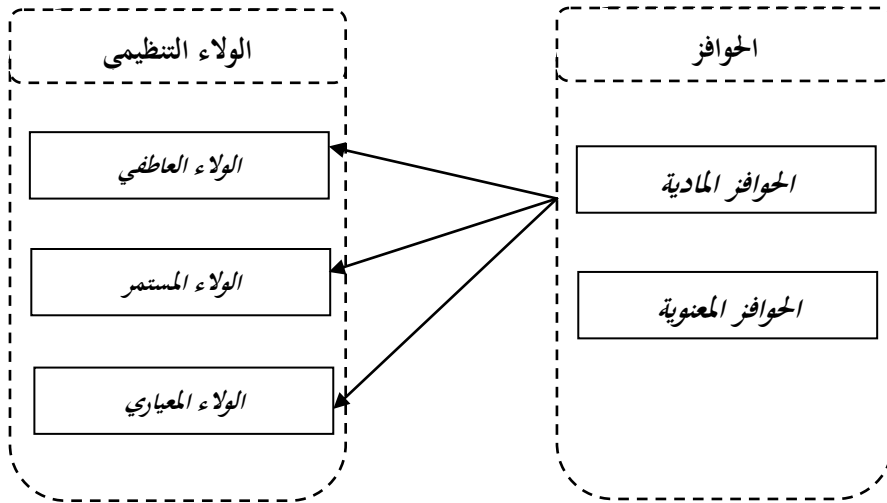 الحوافز
الحوافز المادية
الحوافز المعنوية
الولاء التنظيمى
الولاء العاطفي
الولاء المستمر
الولاء المعياري